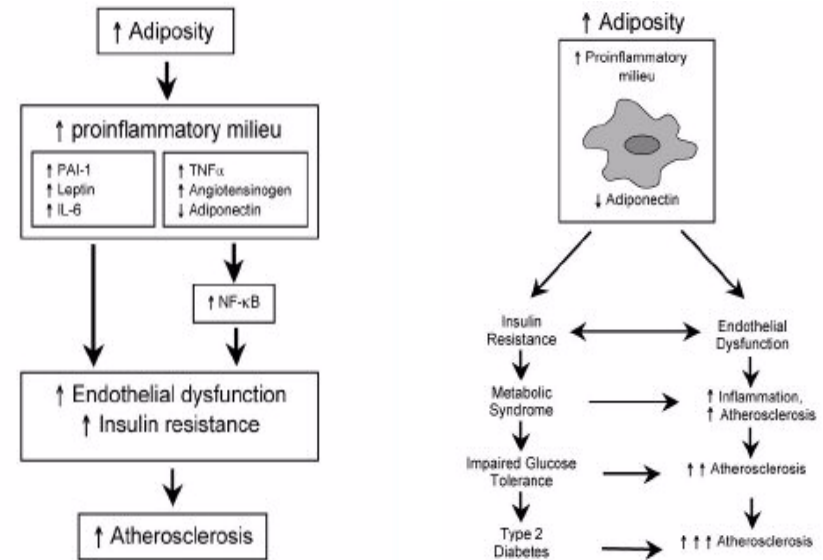 ↑ Adiposity
↑ proinflammatory milieu
↑ PAI-1
↑ Leptin
↑ IL-6
↑ TNFα
↑ Angiotensinogen
↓ Adiponectin
↑ NF-κB
↑ Endothelial dysfunction
↑ Insulin resistance
↑ Atherosclerosis
↑ Adiposity
↑ Proinflammatory
milieu
↓ Adiponectin
Insulin
Resistance
Endothelial
Dysfunction
Metabolic
Syndrome
↑ Inflammation,
↑ Atherosclerosis
Impaired Glucose
Tolerance
↑ ↑ Atherosclerosis
Type 2
Diabetes
↑ ↑ ↑ Atherosclerosis